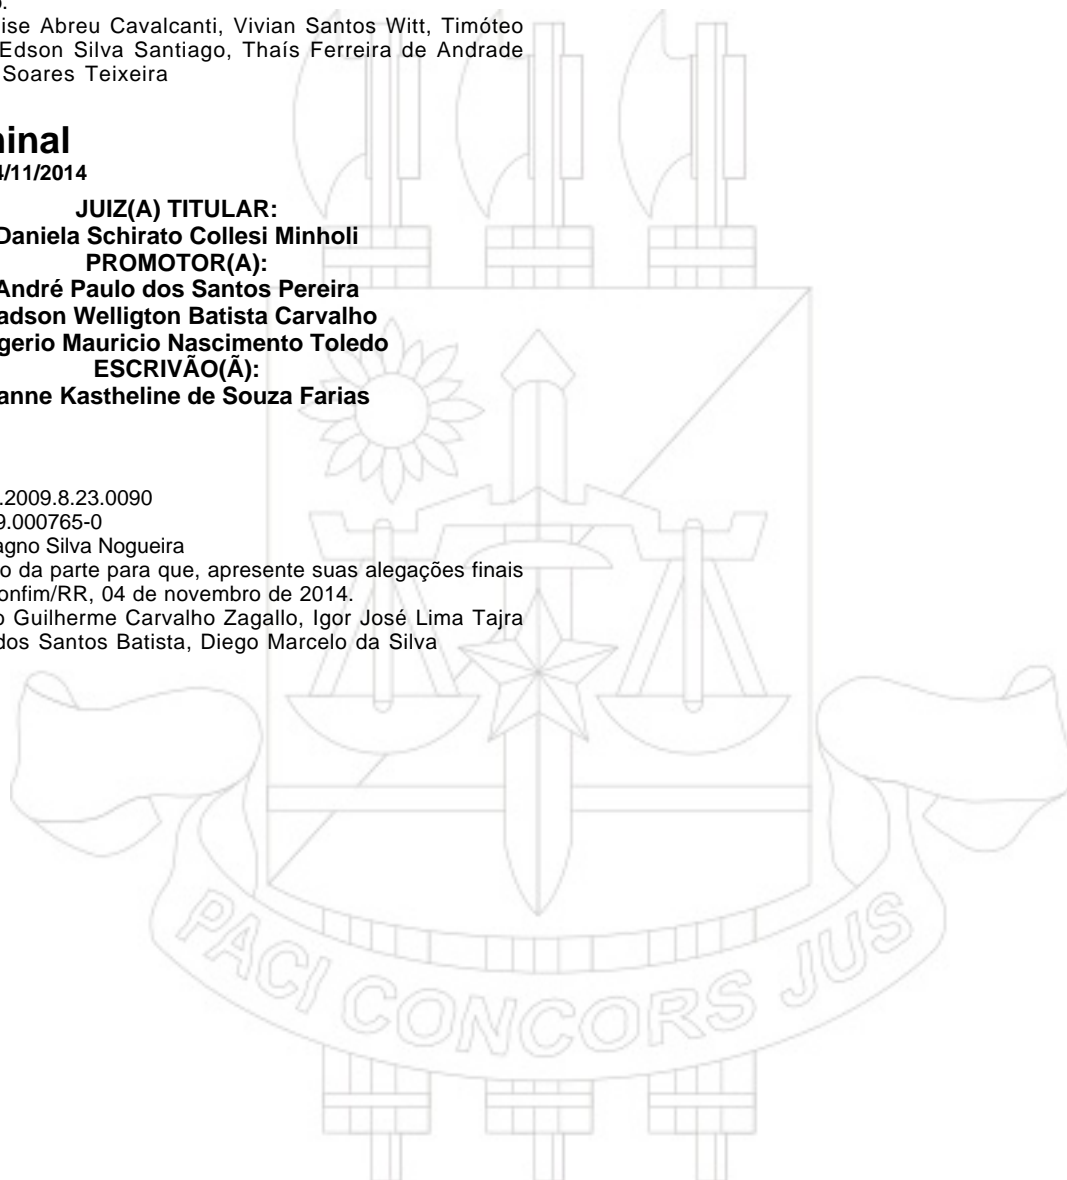 o.
ise Abreu Cavalcanti, Vivian Santos Witt, Timóteo
Edson Silva Santiago, Thaís Ferreira de Andrade
Soares Teixeira
ninal
4/11/2014
JUIZ(A) TITULAR:
Daniela Schirato Collesi Minholi
PROMOTOR(A):
André Paulo dos Santos Pereira
adson Welligton Batista Carvalho
gerio Mauricio Nascimento Toledo
ESCRIVÃO(Ã):
anne Kastheline de Souza Farias
.2009.8.23.0090
9.000765-0
agno Silva Nogueira
o da parte para que, apresente suas alegações finais
onfim/RR, 04 de novembro de 2014.
o Guilherme Carvalho Zagallo, Igor José Lima Tajra
dos Santos Batista, Diego Marcelo da Silva
PACI CONCORS JUS